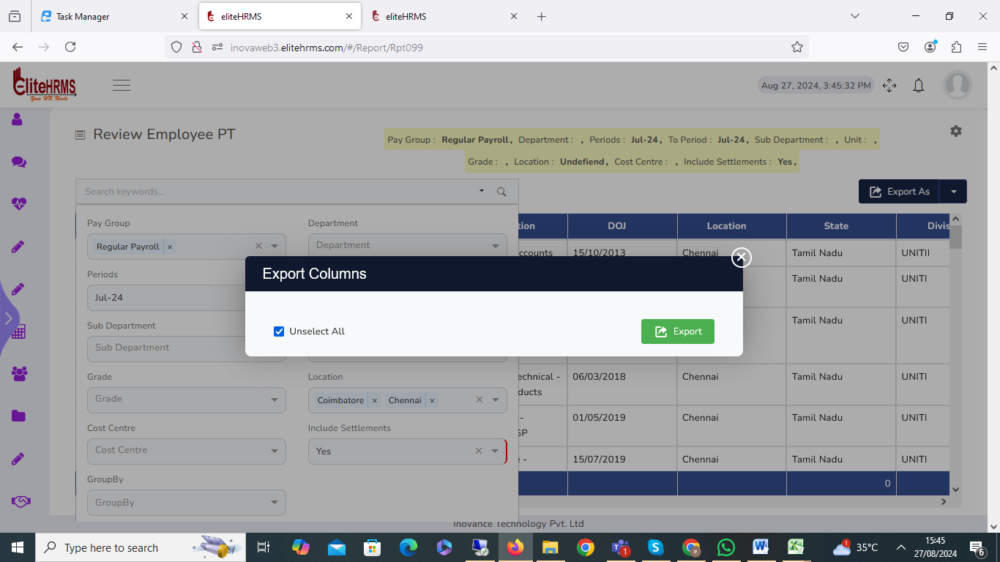 Task Manager
eliteHRMS
eliteHRMS
inovaweb3.elitehrms.com/#/Report/Rpt099
EliteHRMS
Your HR Needs
Aug 27, 2024, 3:45:32 PM
Review Employee PT
Pay Group : Regular Payroll, Department : , Periods : Jul-24, To Period : Jul-24, Sub Department : , Unit : ,
Grade : , Location : Undefiend, Cost Centre : , Include Settlements : Yes,
Search keywords...
Export As
Pay Group
Department
Regular Payroll ×
Department
Periods
Jul-24
Sub Department
Sub Department
Grade
Location
Grade
Coimbatore × Chennai ×
Cost Centre
Include Settlements
Cost Centre
Yes
GroupBy
GroupBy
tion DOJ Location State Divis
ccounts 15/10/2013 Chennai Tamil Nadu UNITII
Tamil Nadu UNITI
Tamil Nadu UNITI
echnical - 06/03/2018 Chennai Tamil Nadu UNITI
ducts
- 01/05/2019 Chennai Tamil Nadu UNITI
GP
e - 15/07/2019 Chennai Tamil Nadu UNITI
0
Export Columns
Unselect All
Export
Inovance Technology Pvt. Ltd
Type here to search
1
1
35°C
15:45
27/08/2024
6